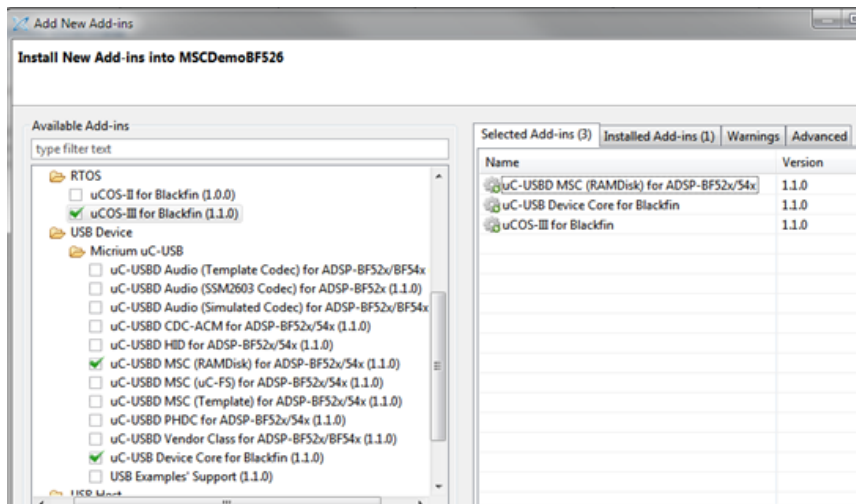 Add New Add-ins
Install New Add-ins into MSCDemoBF526
Available Add-ins
type filter text
RTOS
uCOS-II for Blackfin (1.0.0)
uCOS-III for Blackfin (1.1.0)
USB Device
Micrium uC-USB
uC-USBD Audio (Template Codec) for ADSP-BF52x/BF54x
uC-USBD Audio (SSM2603 Codec) for ADSP-BF52x (1.1.0)
uC-USBD Audio (Simulated Codec) for ADSP-BF52x/BF54x
uC-USBD CDC-ACM for ADSP-BF52x/54x (1.1.0)
uC-USBD HID for ADSP-BF52x/54x (1.1.0)
uC-USBD MSC (RAMDisk) for ADSP-BF52x/54x (1.1.0)
uC-USBD MSC (uC-FS) for ADSP-BF52x/54x (1.1.0)
uC-USBD MSC (Template) for ADSP-BF52x/54x (1.1.0)
uC-USBD PHDC for ADSP-BF52x/54x (1.1.0)
uC-USBD Vendor Class for ADSP-BF52x/BF54x (1.1.0)
uC-USB Device Core for Blackfin (1.1.0)
USB Examples' Support (1.1.0)
USB Host
Selected Add-ins (3) Installed Add-ins (1) Warnings Advanced
Name Version
uC-USBD MSC (RAMDisk) for ADSP-BF52x/54x 1.1.0
uC-USB Device Core for Blackfin 1.1.0
uCOS-III for Blackfin 1.1.0